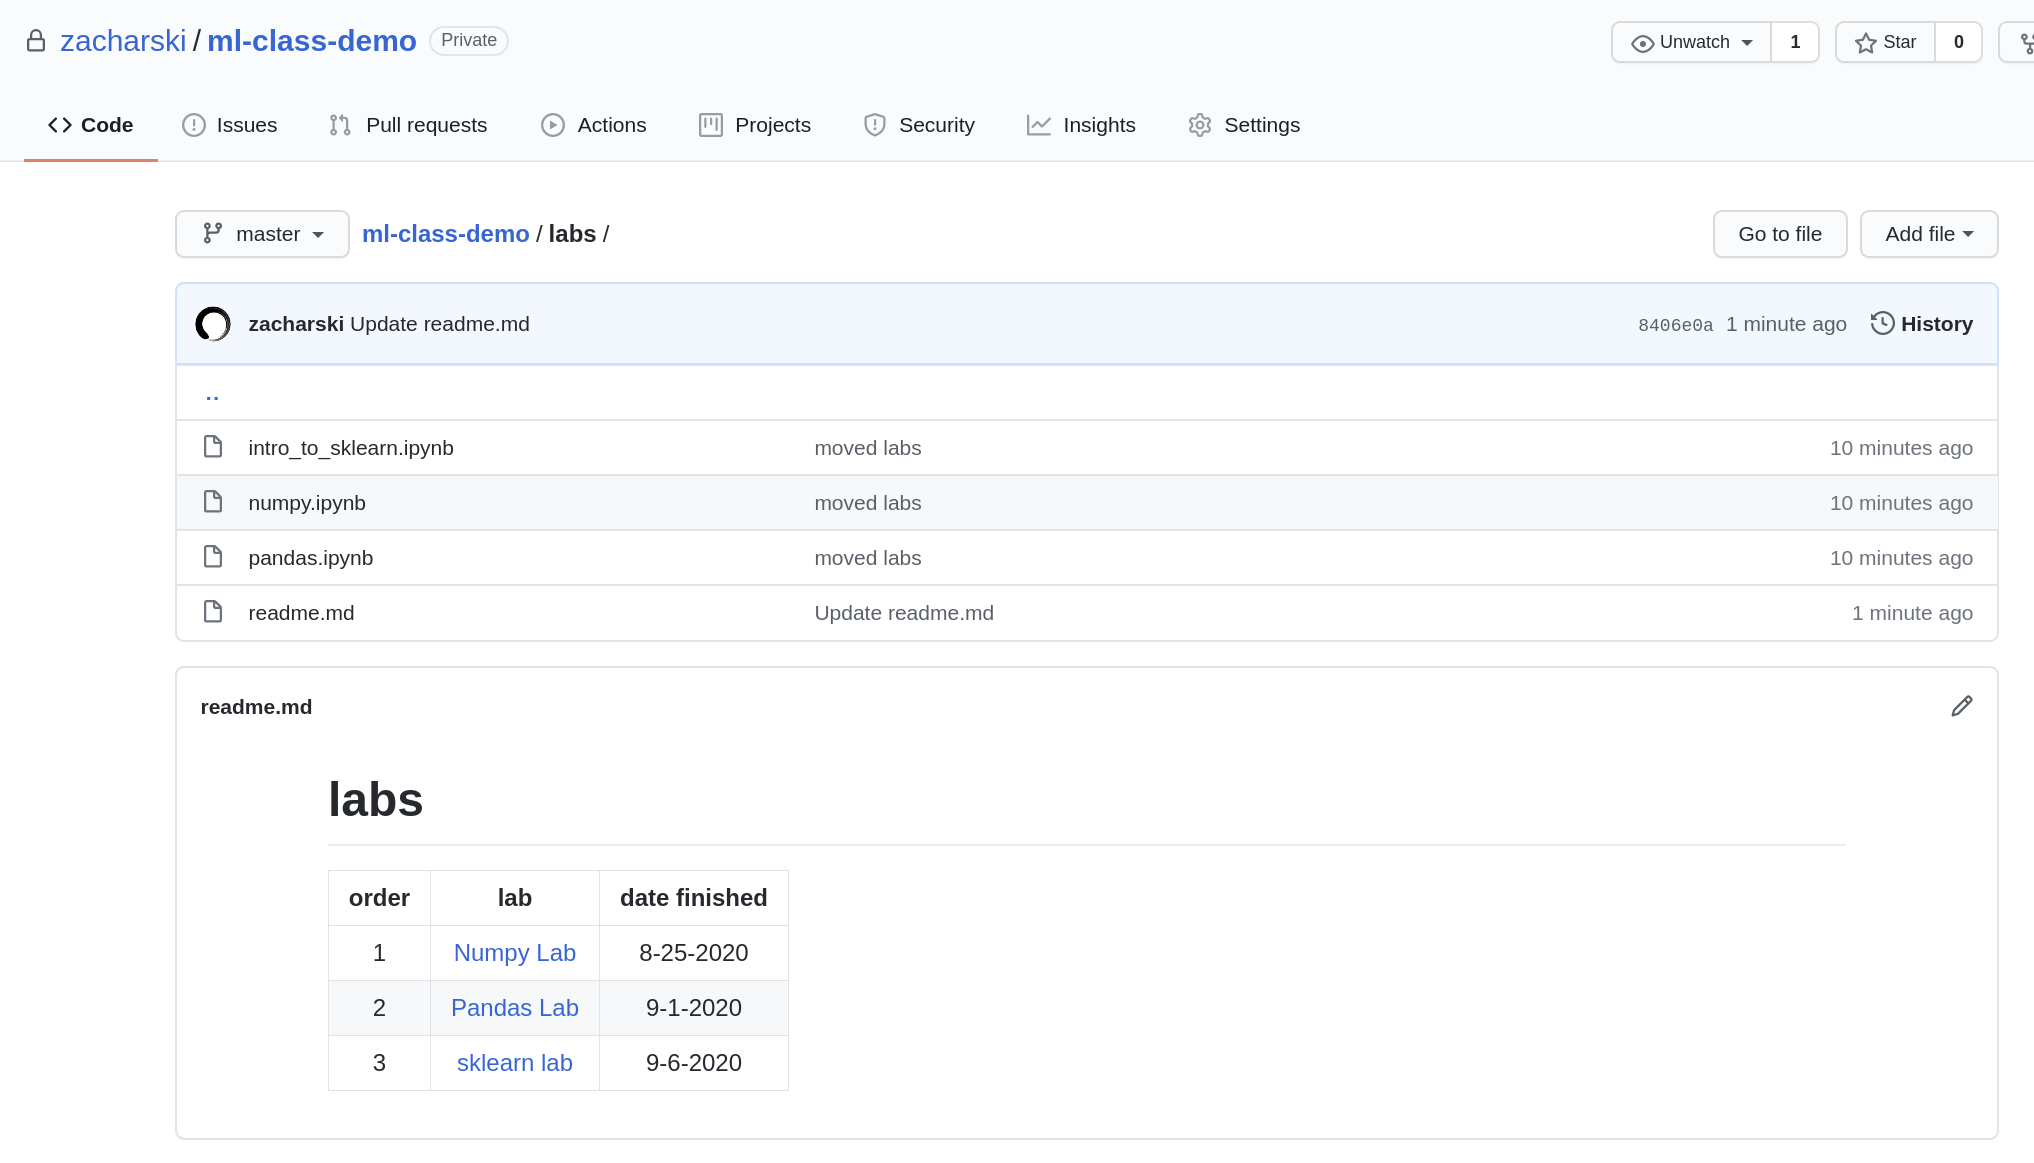 zacharski / ml-class-demo Private Unwatch 1 Star 0
Code Issues Pull requests Actions Projects Security Insights Settings
master ml-class-demo / labs / Go to file Add file
zacharski Update readme.md 8406e0a 1 minute ago History
..
intro_to_sklearn.ipynb moved labs 10 minutes ago
numpy.ipynb moved labs 10 minutes ago
pandas.ipynb moved labs 10 minutes ago
readme.md Update readme.md 1 minute ago
readme.md
labs
order lab date finished
1 Numpy Lab 8-25-2020
2 Pandas Lab 9-1-2020
3 sklearn lab 9-6-2020